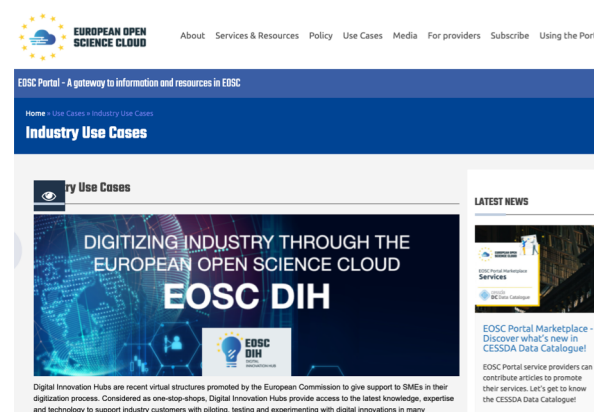 EUROPEAN OPEN
SCIENCE CLOUD
About Services & Resources Policy Use Cases Media For providers Subscribe Using the
EOSC Portal - A gateway to information and resources in EOSC
Home » Use Cases » Industry Use Cases
Industry Use Cases
ry Use Cases
DIGITIZING INDUSTRY THROUGH THE
EUROPEAN OPEN SCIENCE CLOUD
EOSC DIH
EOSC
DIH
DIGITAL
INNOVATION HUB
Digital Innovation Hubs are recent virtual structures promoted by the European Commission to give support to SMEs in their
digitization process. Considered as one-stop-shops, Digital Innovation Hubs provide access to the latest knowledge, expertise
and technology to support industry customers with piloting, testing and experimenting with digital innovations in many
LATEST NEWS
EOSC Portal Marketplace
Services
cessda
DC Data Catalogue
EOSC Portal Marketplace -
Discover what's new in
CESSDA Data Catalogue!
EOSC Portal service providers can
contribute articles to promote
their services. Let's get to know
the CESSDA Data Catalogue!